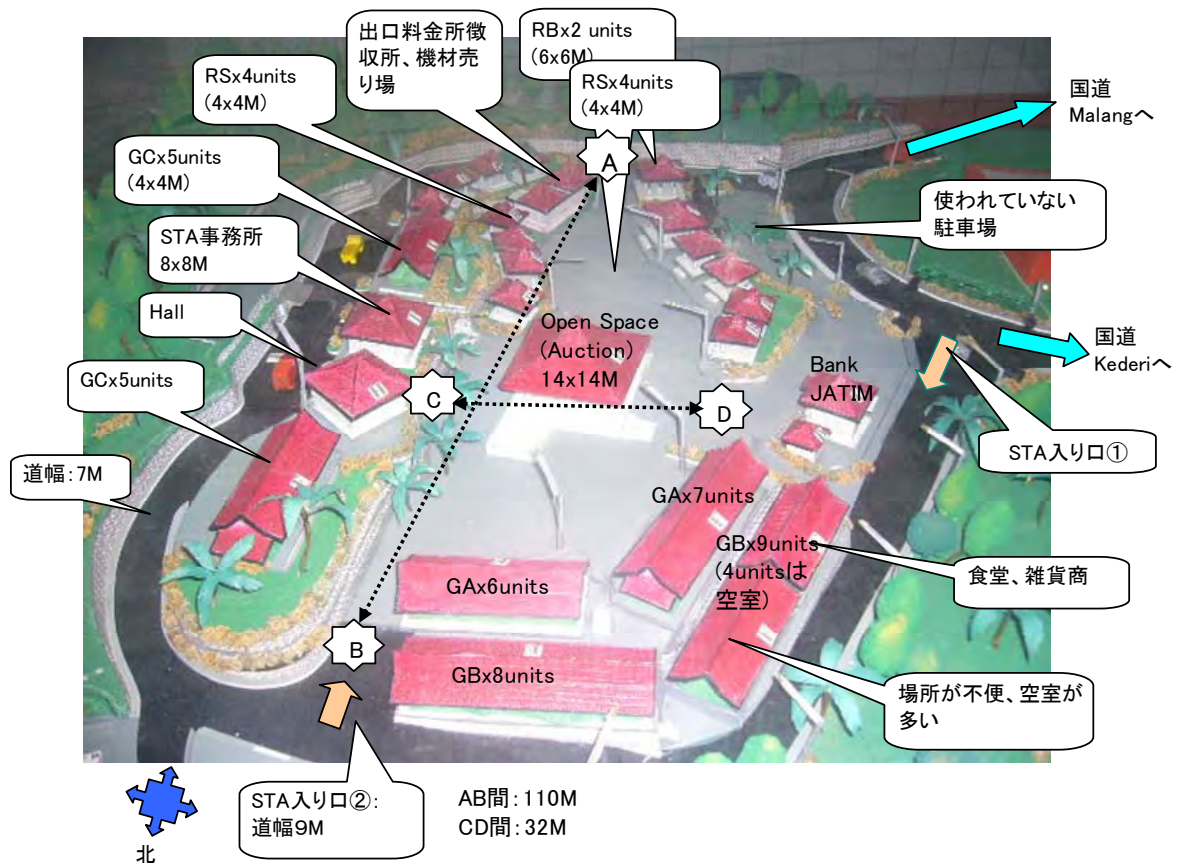 出口料金所徴
収所、機材売
り場
RBx2 units
(6x6M)
RSx4units
(4x4M)
RSx4units
(4x4M)
国道
Malangへ
GCx5units
(4x4M)
A
使われていない
駐車場
STA事務所
8x8M
Hall
Open Space
(Auction)
14x14M
国道
Kederiへ
Bank
JATIM
GCx5units
C
D
STA入り口①
道幅：7M
GAx7units
GBx9units
(4unitsは
空室)
食堂、雑貨商
GAx6units
B
GBx8units
場所が不便、空室が
多い
STA入り口②：
道幅9M
AB間：110M
CD間：32M
北